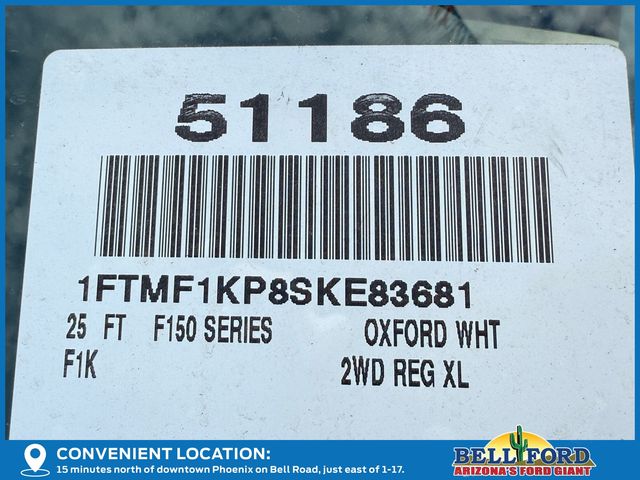 51186
1FTMF1KP8SKE83681
25 FT F150 SERIES OXFORD WHT
F1K 2WD REG XL
CONVENIENT LOCATION:
15 minutes north of downtown Phoenix on Bell Road, just east of 1-17.
BELL FORD
ARIZONA'S FORD GIANT